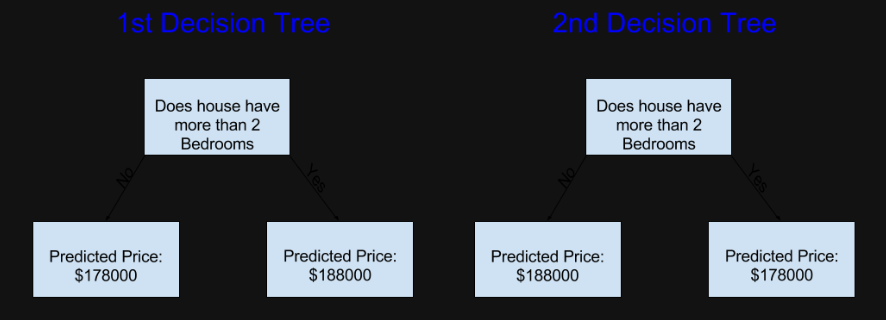 1st Decision Tree
Does house have
more than 2
Bedrooms
No
Yes
Predicted Price:
$178000
Predicted Price:
$188000
2nd Decision Tree
Does house have
more than 2
Bedrooms
No
Yes
Predicted Price:
$188000
Predicted Price:
$178000